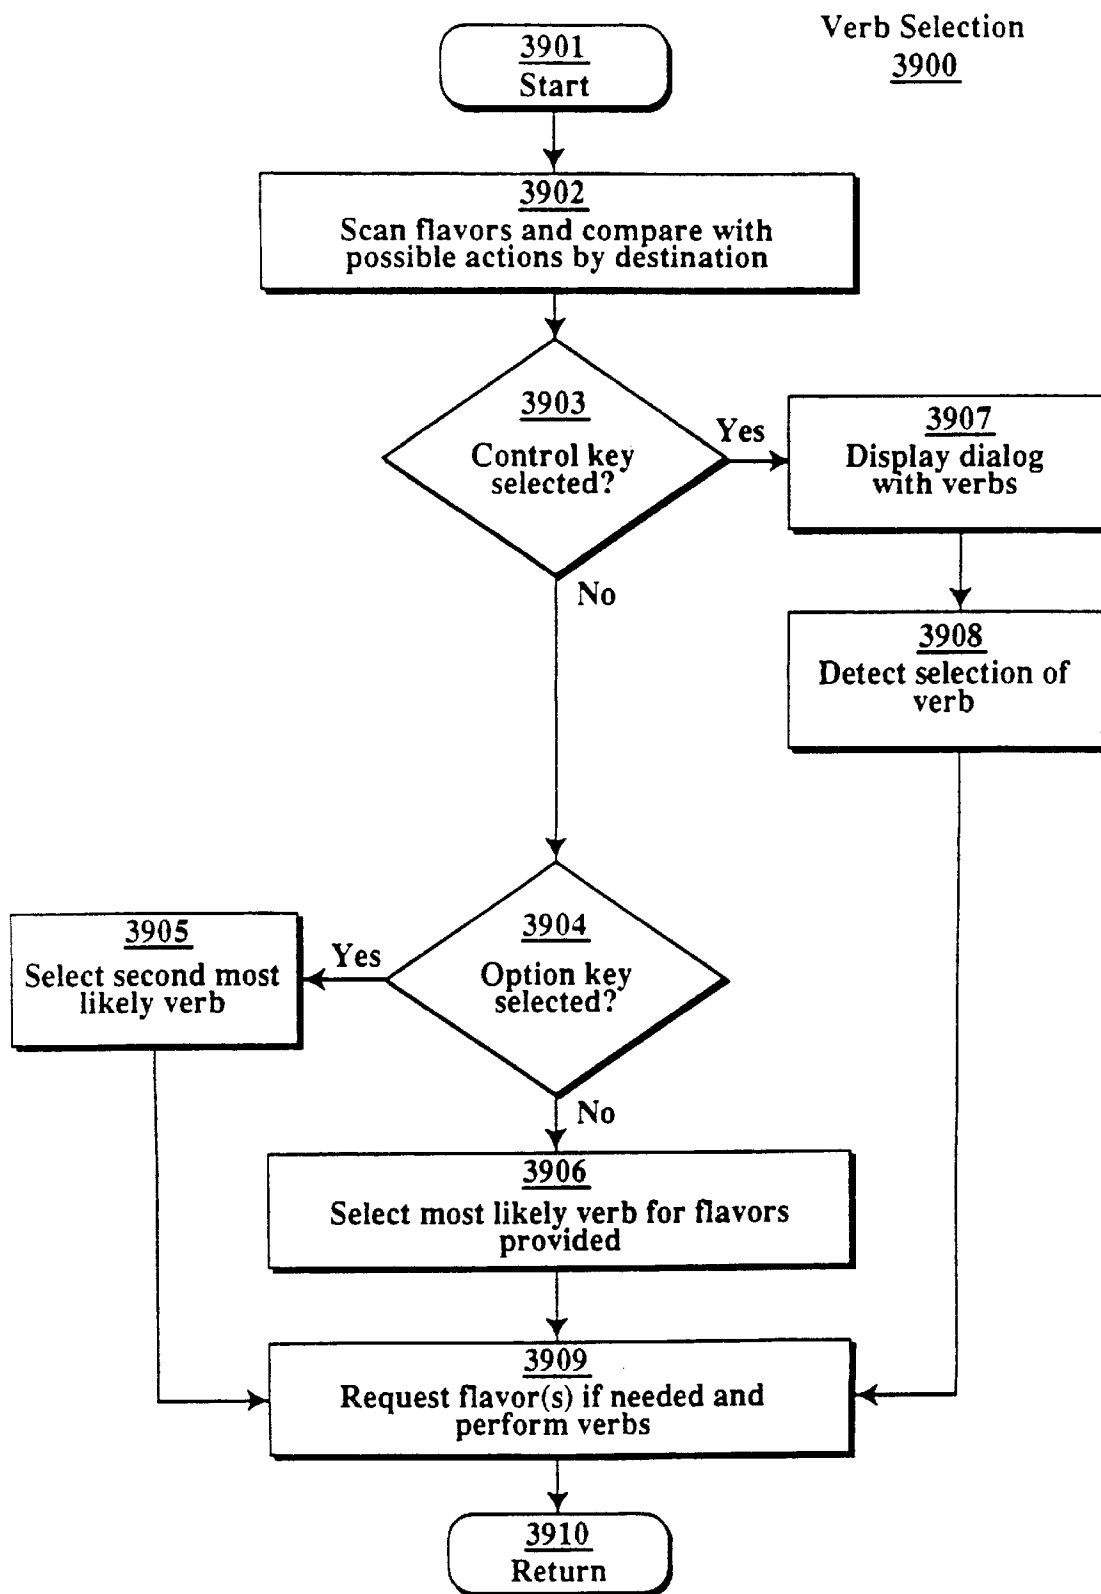 Verb Selection
3900
3901
Start
3902
Scan flavors and compare with
possible actions by destination
3903
Control key
selected?
Yes
No
3907
Display dialog
with verbs
3908
Detect selection of
verb
3904
Option key
selected?
Yes
No
3905
Select second most
likely verb
3906
Select most likely verb for flavors
provided
3909
Request flavor(s) if needed and
perform verbs
3910
Return